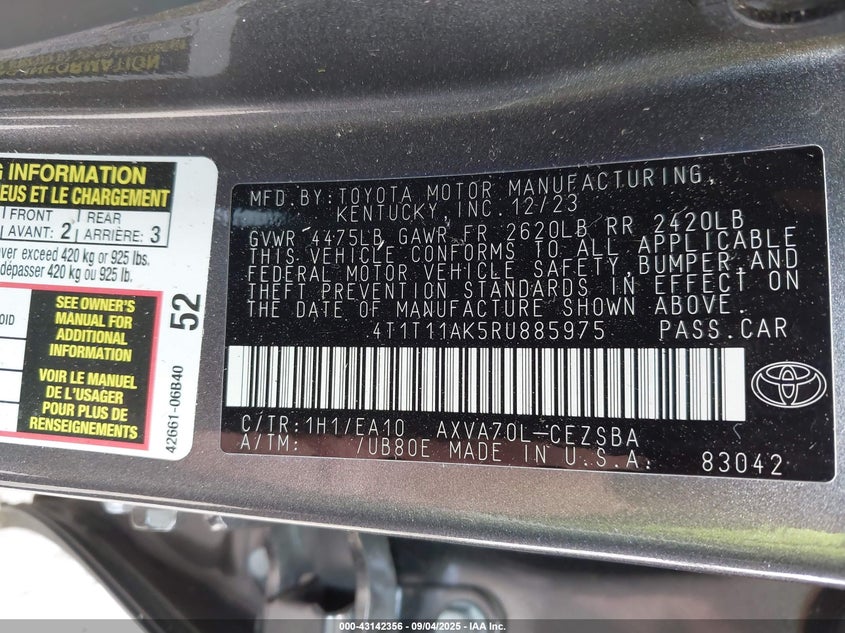 G INFORMATION
EUS ET LE CHARGEMENT
FRONT REAR
AVANT: 2 ARRIÈRE: 3
ver exceed 420 kg or 925 lbs.
dépasser 420 kg ou 925 lb.
OID
SEE OWNER'S
MANUAL FOR
ADDITIONAL
INFORMATION
VOIR LE MANUEL
DE L'USAGER
POUR PLUS DE
RENSEIGNEMENTS
52
42661-06B40
MFD.BY:TOYOTA MOTOR MANUFACTURING,
KENTUCKY, INC. 12/23
GVWR 4475LB GAWR FR 2620LB RR 2420LB
THIS VEHICLE CONFORMS TO ALL APPLICABLE
FEDERAL MOTOR VEHICLE SAFETY,BUMPER,AND
THEFT PREVENTION STANDARDS IN EFFECT ON
THE DATE OF MANUFACTURE SHOWN ABOVE.
4T1T11AK5RU885975 PASS.CAR
C/TR:1H1/EA10 AXVA70L-CEZSBA
A/TM: /UB80E MADE IN U.S.A. 83042
000-43142356 | 09/04/2025 - IAA, Inc.